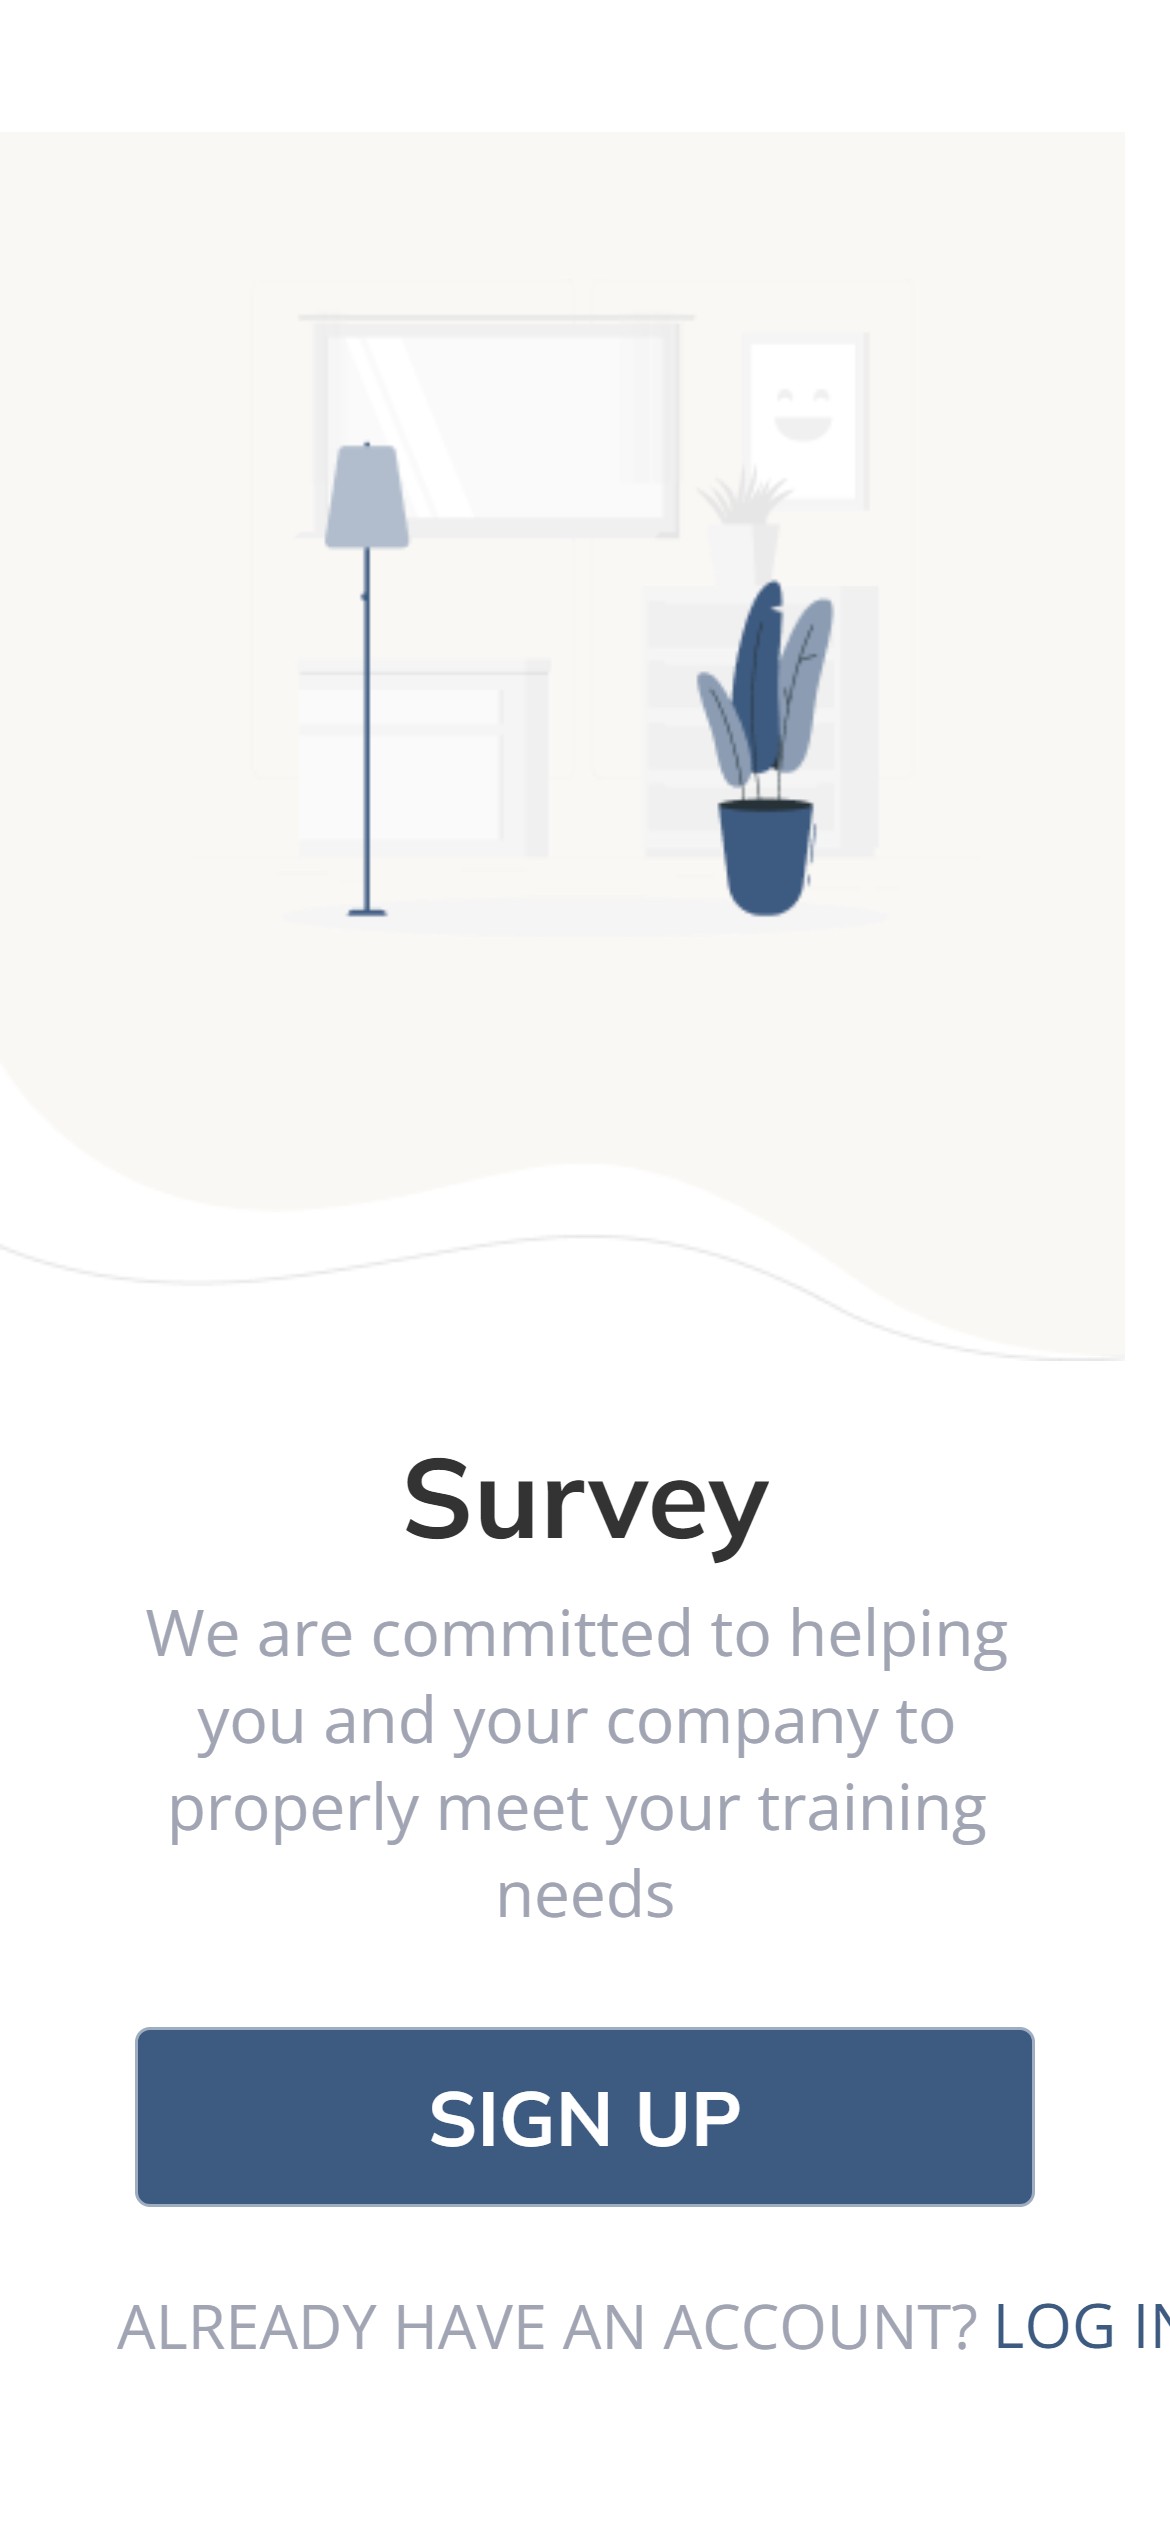 Survey
We are committed to helping
you and your company to
properly meet your training
needs
SIGN UP
ALREADY HAVE AN ACCOUNT? LOG IN